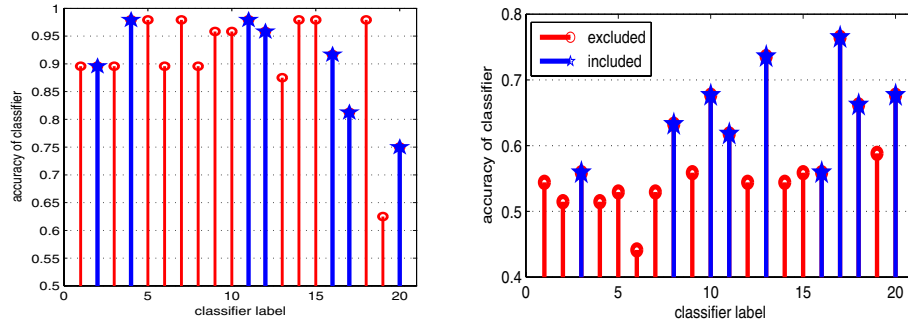 1
0.95
0.9
0.85
0.8
0.75
0.7
0.65
0.6
0.55
0.5
0 5 10 15 20
accuracy of classifier
classifier label
0.8
0.7
0.6
0.5
0.4
0 5 10 15 20
accuracy of classifier
classifier label
excluded
included